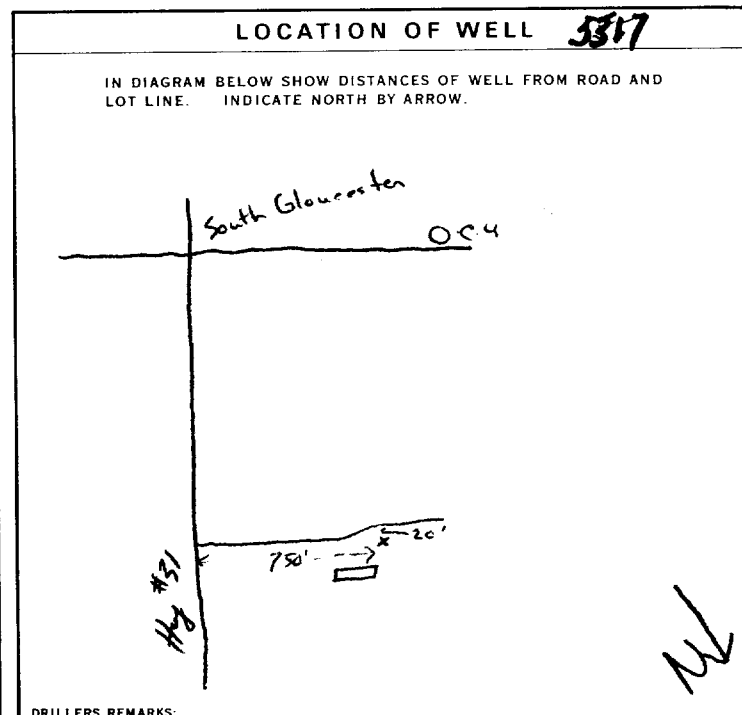 LOCATION OF WELL 5317
IN DIAGRAM BELOW SHOW DISTANCES OF WELL FROM ROAD AND
LOT LINE. INDICATE NORTH BY ARROW.
South Gloucester
O.C.4
20'
x
750'
Hwy #31
N
DRILLERS REMARKS: